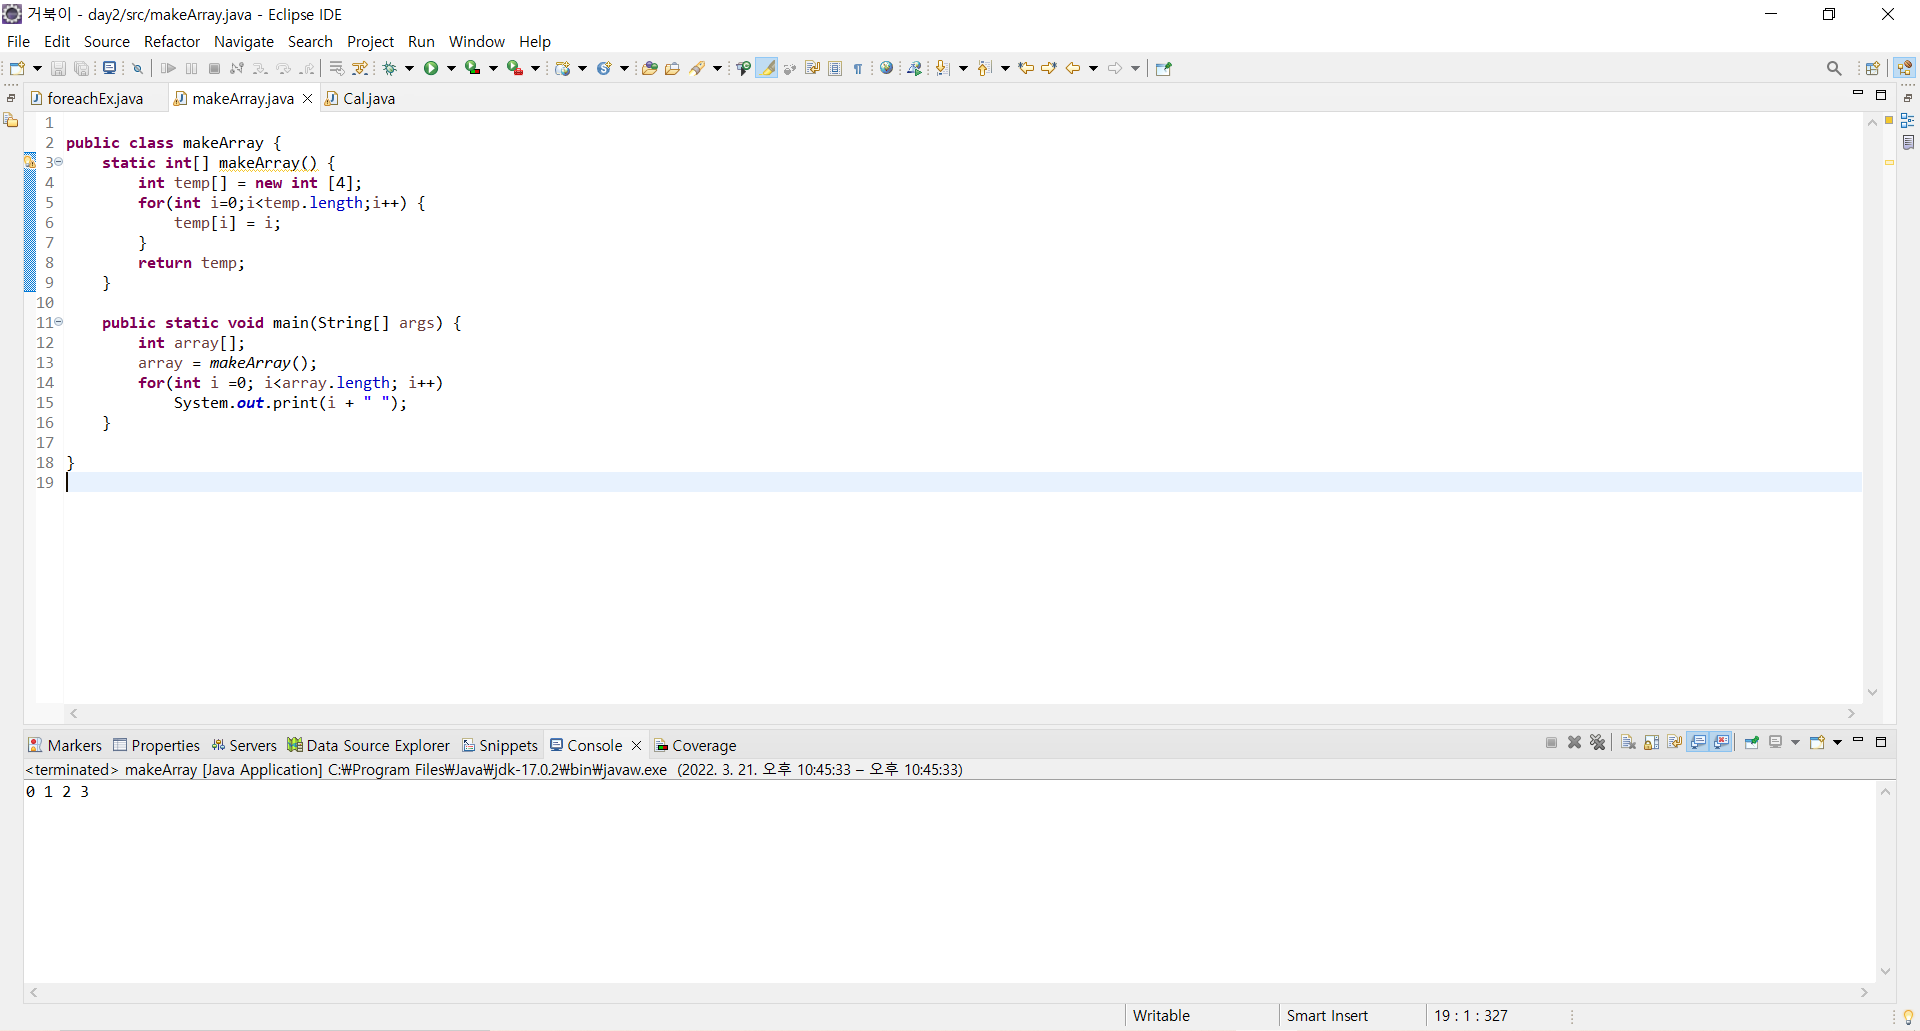 거북이 - day2/src/makeArray.java - Eclipse IDE
File Edit Source Refactor Navigate Search Project Run Window Help
foreachEx.java makeArray.java Cal.java
1
2 public class makeArray {
3 static int[] makeArray() {
4 int temp[] = new int [4];
5 for(int i=0;i<temp.length;i++) {
6 temp[i] = i;
7 }
8 return temp;
9 }
10
11 public static void main(String[] args) {
12 int array[];
13 array = makeArray();
14 for(int i =0; i<array.length; i++)
15 System.out.print(i + " ");
16 }
17
18 }
19
Markers Properties Servers Data Source Explorer Snippets Console Coverage
<terminated> makeArray [Java Application] C:₩Program Files₩Java₩jdk-17.0.2₩bin₩javaw.exe (2022. 3. 21. 오후 10:45:33 – 오후 10:45:33)
0 1 2 3
Writable Smart Insert 19 : 1 : 327